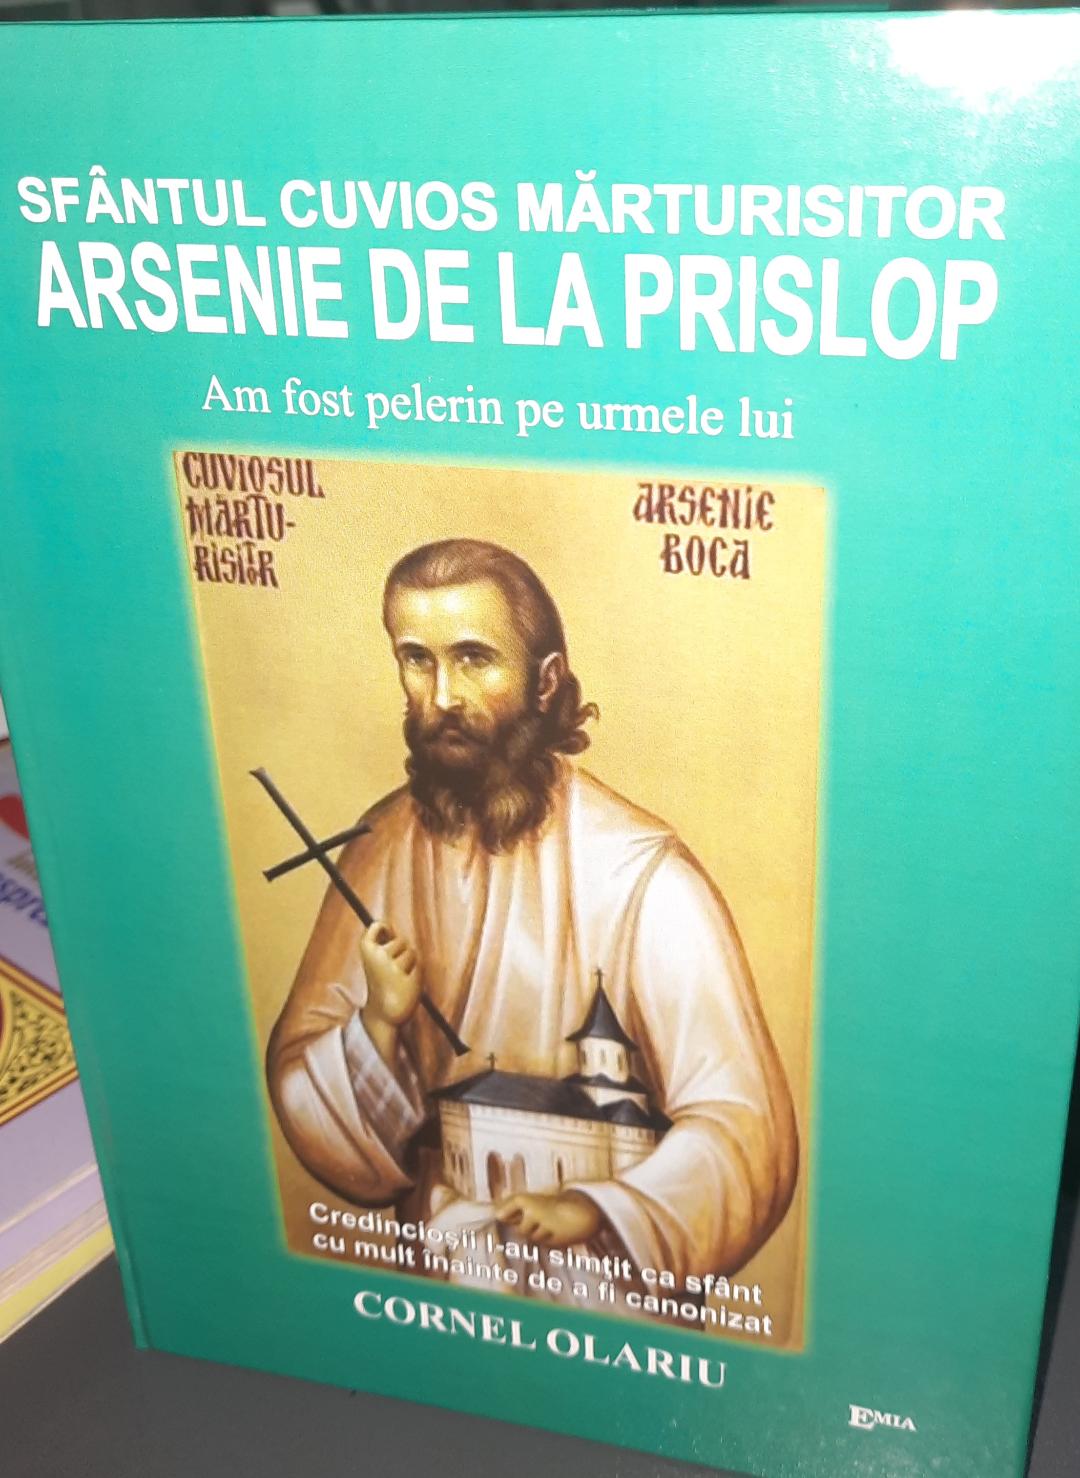 SFÂNTUL CUVIOS MĂRTURISITOR
ARSENIE DE LA PRISLOP
Am fost pelerin pe urmele lui
CUVIOSUL
MĂRTU-
RISITOR
ARSENIE
BOCA
Credincioșii l-au simțit ca sfânt
cu mult înainte de a fi canonizat
CORNEL OLARIU
EMIA